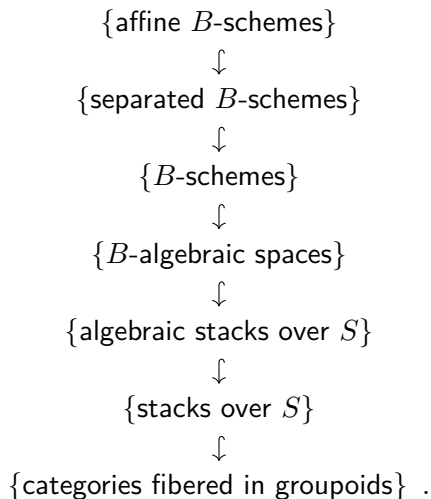 {affine B-schemes}
↪
{separated B-schemes}
↪
{B-schemes}
↪
{B-algebraic spaces}
↪
{algebraic stacks over S}
↪
{stacks over S}
↪
{categories fibered in groupoids} .